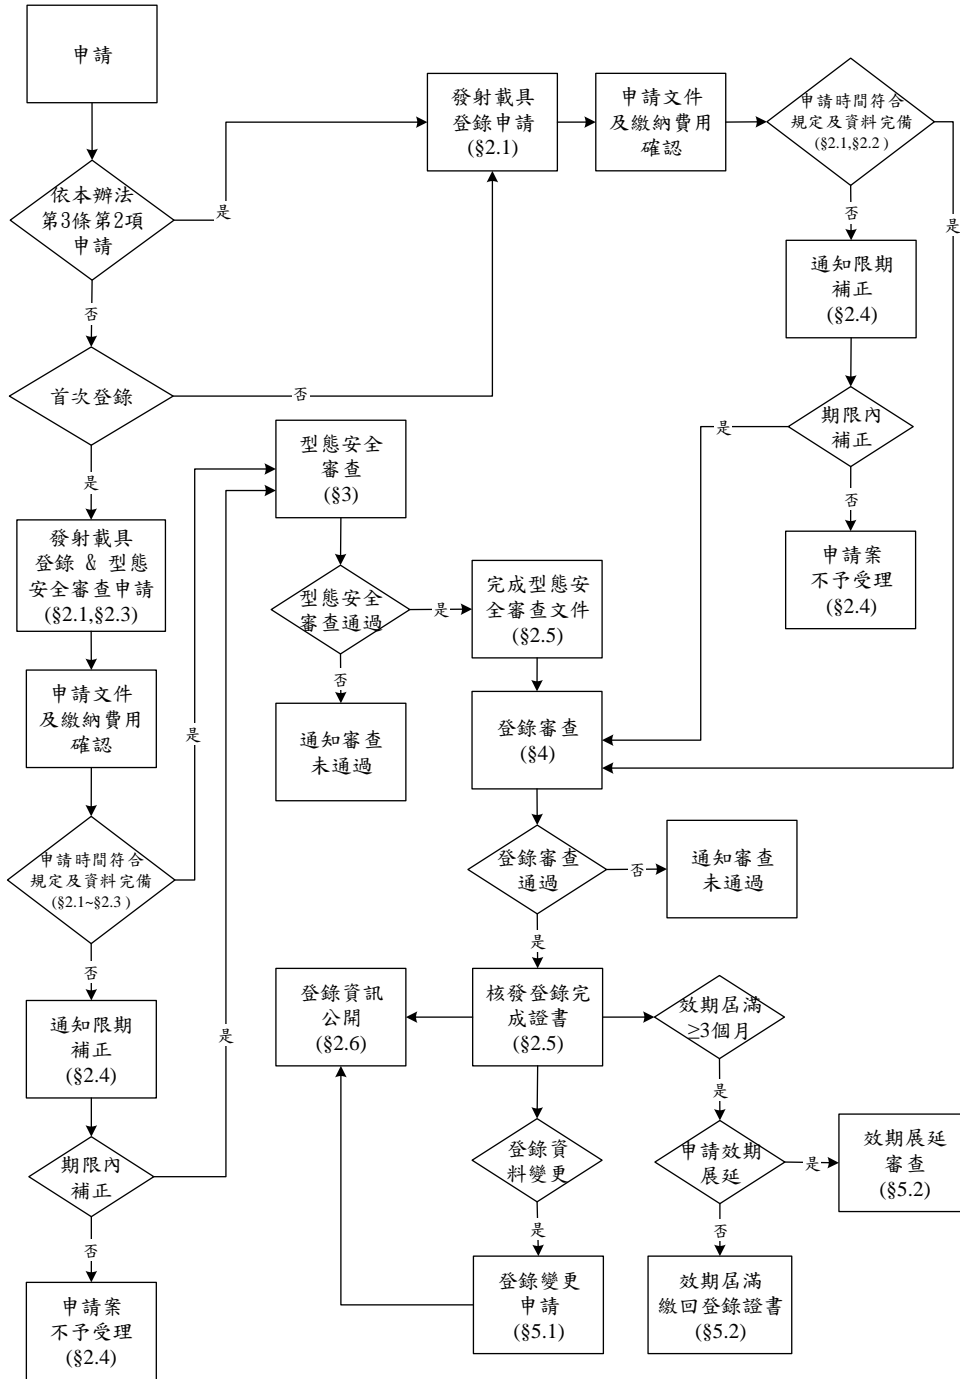 申請
依本辦法
第3條第2項
申請
是
否
首次登錄
否
是
發射載具
登錄申請
(§2.1)
申請文件
及繳納費用
確認
申請時間符合
規定及資料完備
(§2.1,§2.2 )
是
否
通知限期
補正
(§2.4)
期限內
補正
是
否
申請案
不予受理
(§2.4)
發射載具
登錄 & 型態
安全審查申請
(§2.1,§2.3)
申請文件
及繳納費用
確認
申請時間符合
規定及資料完備
(§2.1~§2.3 )
是
否
通知限期
補正
(§2.4)
期限內
補正
是
否
申請案
不予受理
(§2.4)
型態安全
審查
(§3)
型態安全
審查通過
是
否
通知審查
未通過
完成型態安
全審查文件
(§2.5)
登錄審查
(§4)
登錄審查
通過
否
通知審查
未通過
是
核發登錄完
成證書
(§2.5)
登錄資訊
公開
(§2.6)
登錄資
料變更
是
登錄變更
申請
(§5.1)
效期屆滿
≥3個月
是
申請效期
展延
是
效期展延
審查
(§5.2)
否
效期屆滿
繳回登錄證書
(§5.2)